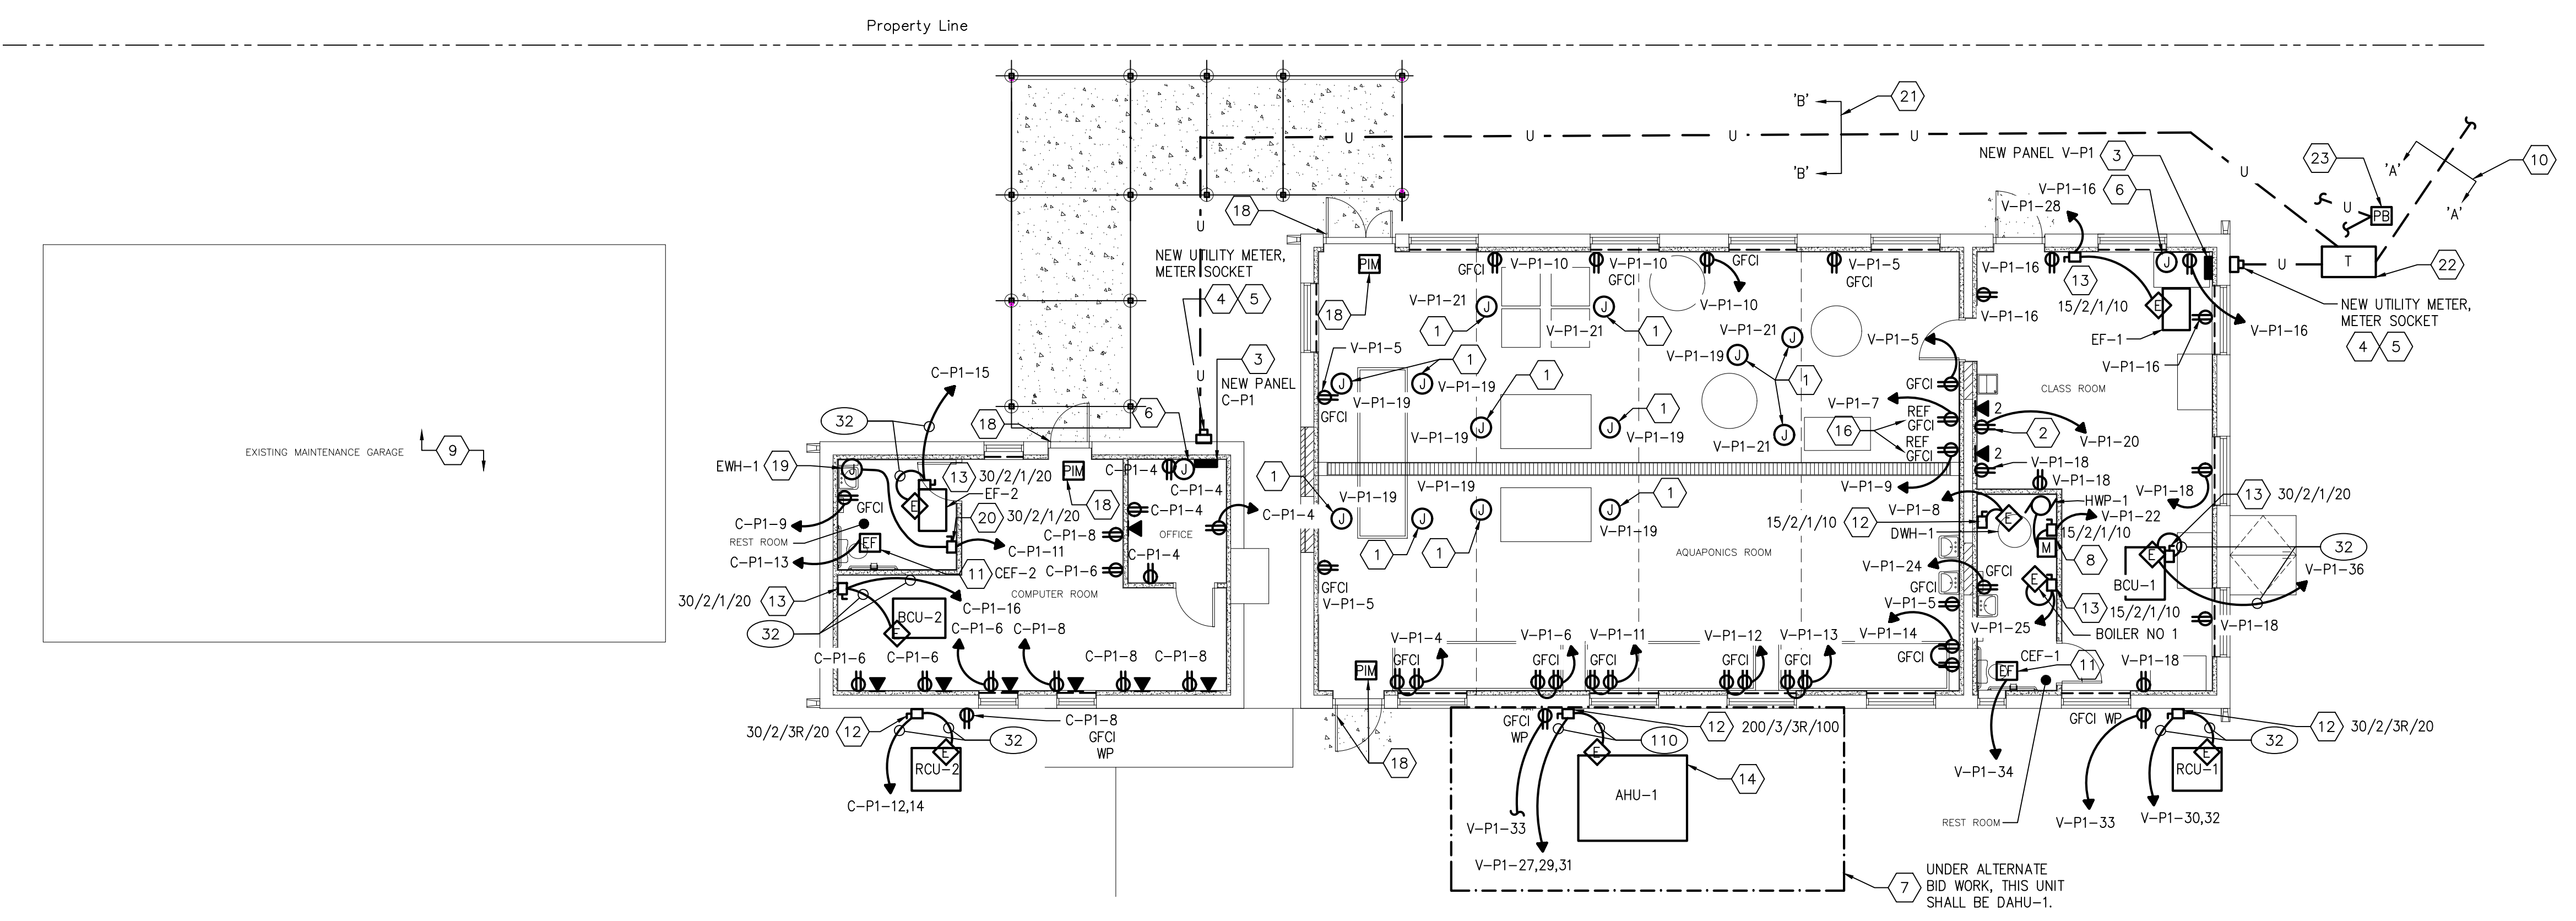 Property Line
U
U
U
U
'B'
'B'
21
NEW PANEL V-P1
3
V-P1-16
6
V-P1-28
U
23
U
PB
'A'
'A'
10
T
22
U
NEW UTILITY METER,
METER SOCKET
4
5
18
U
NEW UTILITY METER,
METER SOCKET
4
5
U
3
NEW PANEL
C-P1
6
18
PIM
18
GFCI
V-P1-10
V-P1-10
GFCI
V-P1-10
V-P1-5
GFCI
V-P1-16
13
15/2/1/10
J
E
EF-1
V-P1-16
V-P1-16
V-P1-16
V-P1-21
J
1
V-P1-21
J
1
V-P1-21
J
V-P1-19
J
1
V-P1-5
V-P1-5
GFCI
J
1
V-P1-19
J
V-P1-19
1
GFCI
CLASS ROOM
V-P1-19
J
V-P1-19
J
1
V-P1-21
J
V-P1-7
REF
GFCI
16
REF
GFCI
V-P1-9
2
2
V-P1-20
2
V-P1-18
V-P1-18
V-P1-18
13
30/2/1/20
1
V-P1-19
J
V-P1-19
J
1
J
1
V-P1-19
J
1
AQUAPONICS ROOM
V-P1-8
15/2/1/10
12
DWH-1
E
HWP-1
V-P1-22
15/2/1/10
M
8
V-P1-24
GFCI
GFCI
V-P1-5
V-P1-14
GFCI
E
13
15/2/1/10
V-P1-25
BOILER NO 1
E
BCU-1
32
V-P1-36
V-P1-18
V-P1-18
CEF-1
EF
11
GFCI
V-P1-5
V-P1-4
GFCI
V-P1-6
GFCI
V-P1-11
GFCI
V-P1-12
GFCI
V-P1-13
GFCI
PIM
18
GFCI
WP
12
200/3/3R/100
110
E
AHU-1
14
V-P1-33
V-P1-27,29,31
7
UNDER ALTERNATE
BID WORK, THIS UNIT
SHALL BE DAHU-1.
V-P1-34
REST ROOM
GFCI WP
V-P1-33
12
30/2/3R/20
32
E
RCU-1
V-P1-30,32
EXISTING MAINTENANCE GARAGE
9
C-P1-15
32
EWH-1
19
J
E
13
30/2/1/20
EF-2
20
30/2/1/20
PIM
18
GFCI
C-P1-9
REST ROOM
C-P1-13
EF
11
CEF-2
C-P1-11
C-P1-4
J
C-P1-4
C-P1-4
C-P1-4
OFFICE
C-P1-4
C-P1-8
C-P1-6
COMPUTER ROOM
30/2/1/20
13
32
BCU-2
E
C-P1-16
C-P1-6
C-P1-8
C-P1-6
C-P1-6
C-P1-8
C-P1-8
30/2/3R/20
12
E
RCU-2
32
C-P1-8
GFCI
WP
C-P1-12,14